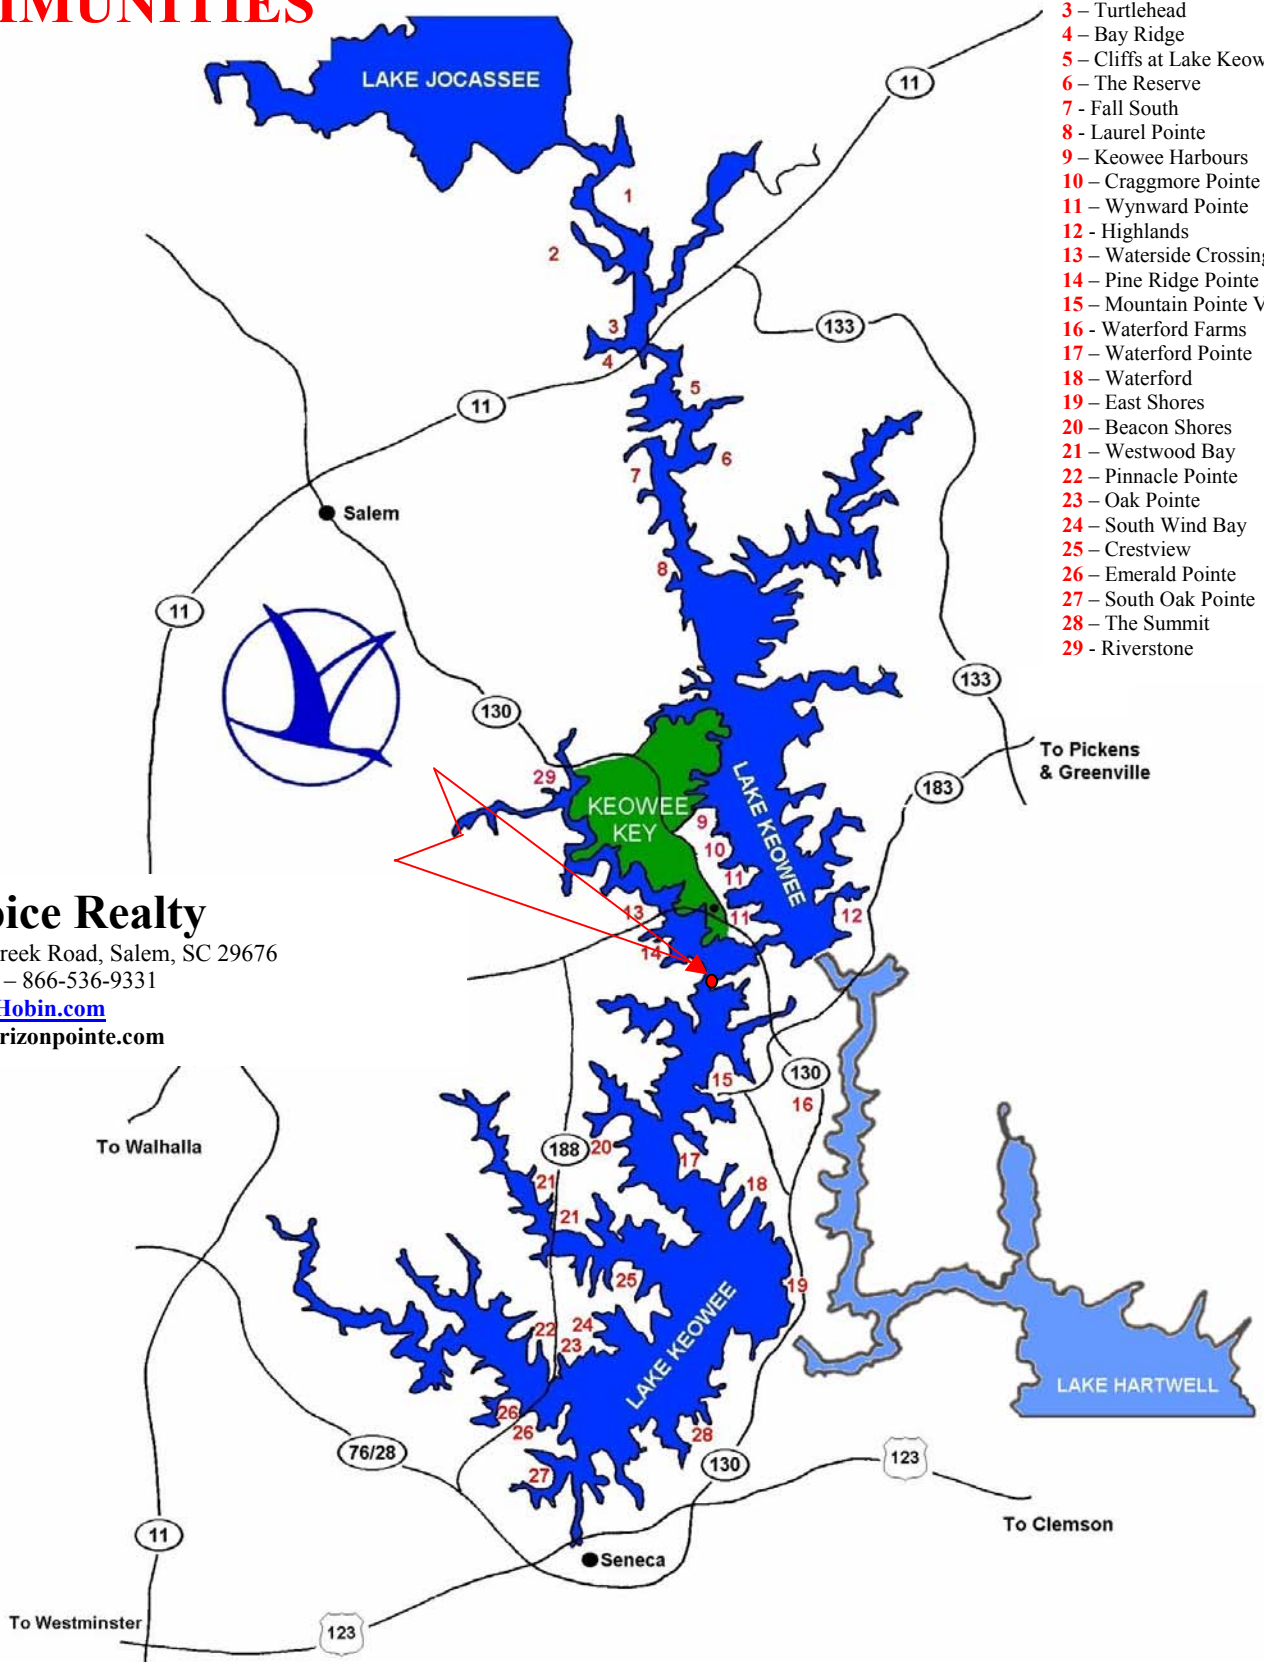 MMUNITIES
3 – Turtlehead
4 – Bay Ridge
5 – Cliffs at Lake Keow
6 – The Reserve
7 - Fall South
8 - Laurel Pointe
9 – Keowee Harbours
10 – Craggmore Pointe
11 – Wynward Pointe
12 - Highlands
13 – Waterside Crossing
14 – Pine Ridge Pointe
15 – Mountain Pointe V
16 - Waterford Farms
17 – Waterford Pointe
18 – Waterford
19 – East Shores
20 – Beacon Shores
21 – Westwood Bay
22 – Pinnacle Pointe
23 – Oak Pointe
24 – South Wind Bay
25 – Crestview
26 – Emerald Pointe
27 – South Oak Pointe
28 – The Summit
29 - Riverstone
LAKE JOCASSEE
11
1
2
3
133
4
5
11
6
7
Salem
8
11
133
130
To Pickens
& Greenville
29
183
KEOWEE
KEY
LAKE KEOWEE
9
10
11
13
11
12
14
oice Realty
reek Road, Salem, SC 29676
– 866-536-9331
Hobin.com
rizonpointe.com
15
130
16
To Walhalla
188
20
17
21
18
21
25
19
24
22
23
LAKE KEOWEE
LAKE HARTWELL
26
26
28
76/28
130
123
27
To Clemson
11
Seneca
To Westminster
123